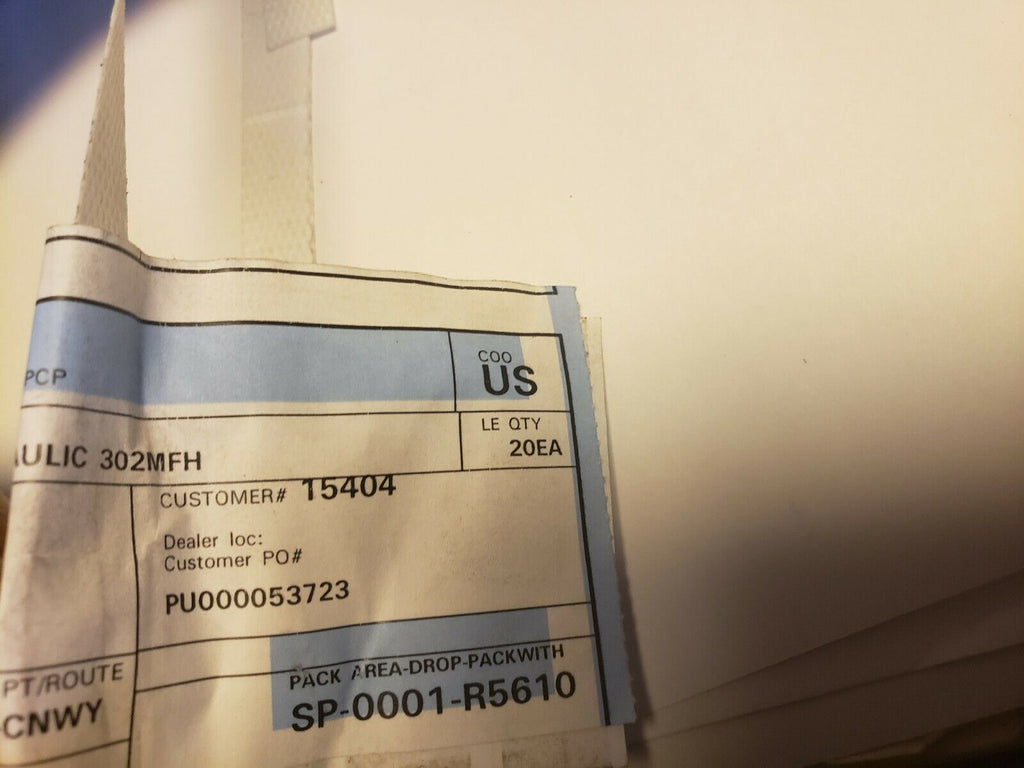 PCP
COO
US
LE QTY
20EA
ULIC 302MFH
CUSTOMER# 15404
Dealer loc:
Customer PO#
PU000053723
PT/ROUTE
CNWY
PACK AREA-DROP-PACKWITH
SP-0001-R5610